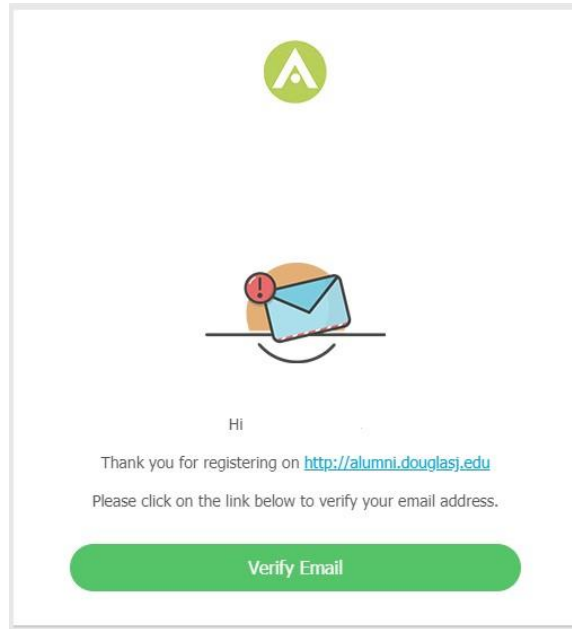 Hi
Thank you for registering on http://alumni.douglasj.edu
Please click on the link below to verify your email address.
Verify Email